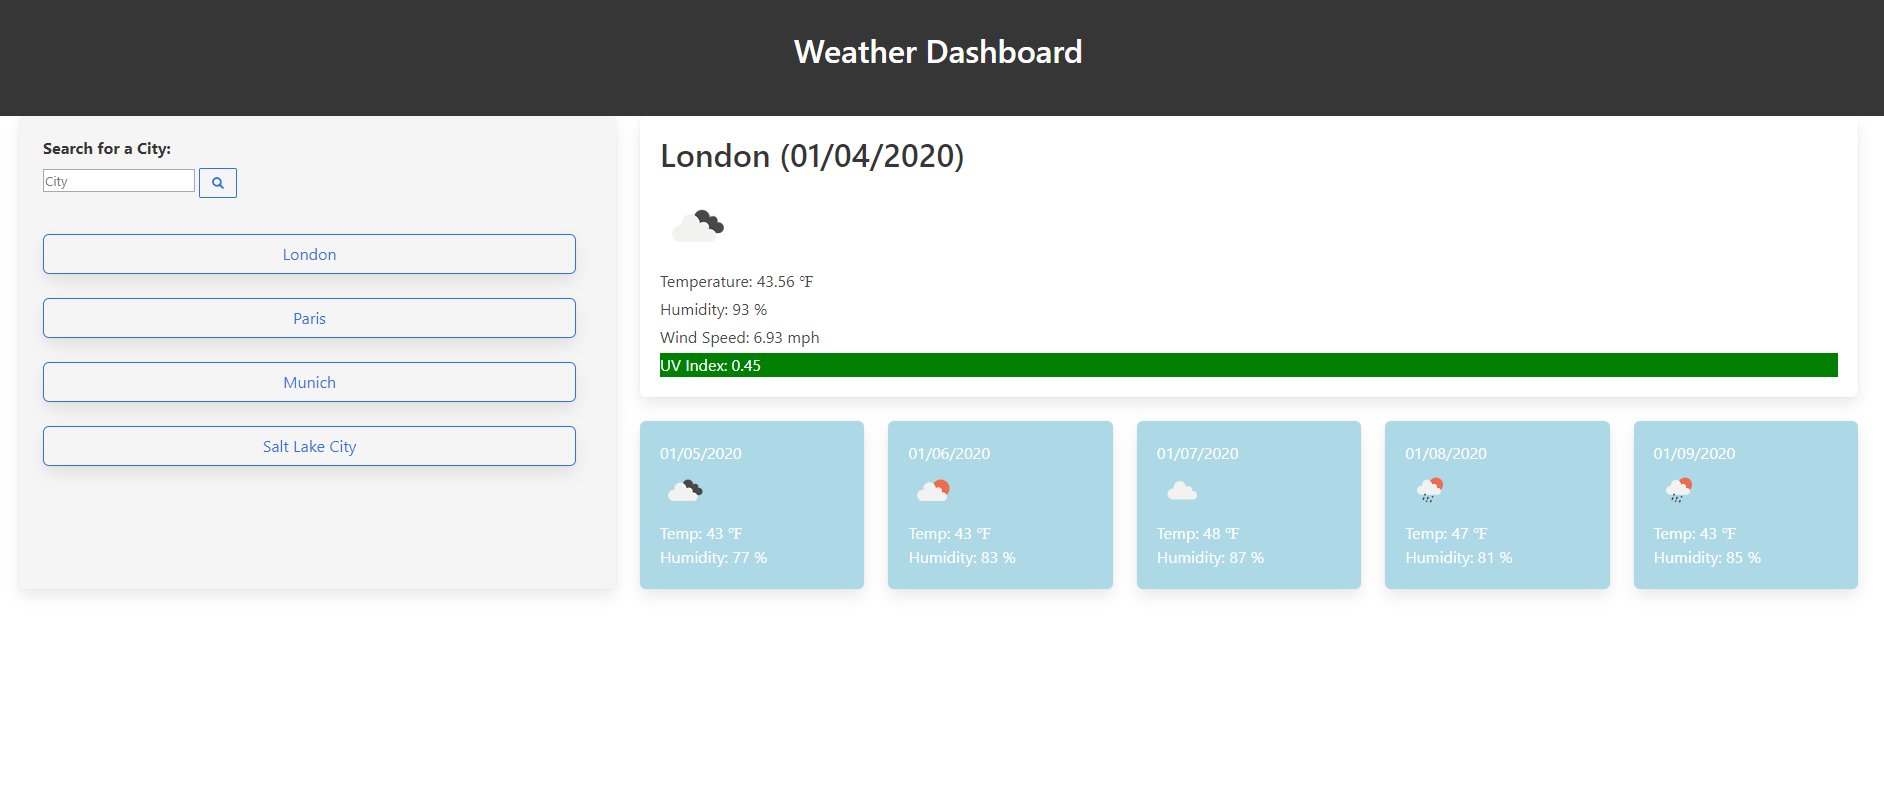 Weather Dashboard
Search for a City:
City
London
Paris
Munich
Salt Lake City
London (01/04/2020)
Temperature: 43.56 °F
Humidity: 93 %
Wind Speed: 6.93 mph
UV Index: 0.45
01/05/2020
Temp: 43 °F
Humidity: 77 %
01/06/2020
Temp: 43 °F
Humidity: 83 %
01/07/2020
Temp: 48 °F
Humidity: 87 %
01/08/2020
Temp: 47 °F
Humidity: 81 %
01/09/2020
Temp: 43 °F
Humidity: 85 %